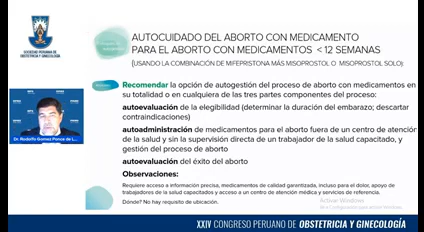 SOCIEDAD PERUANA DE
OBSTETRICIA Y GINECOLOGÍA
AUTOCUIDADO DEL ABORTO CON MEDICAMENTO
PARA EL ABORTO CON MEDICAMENTOS < 12 SEMANAS
(USANDO LA COMBINACIÓN DE MIFEPRISTONA MÁS MISOPROSTOL O MISOPROSTOL SOLO):
Recomendar la opción de autogestión del proceso de aborto con medicamentos en
su totalidad o en cualquiera de las tres partes componentes del proceso:
autoevaluación de la elegibilidad (determinar la duración del embarazo; descartar
contraindicaciones)
autoadministración de medicamentos para el aborto fuera de un centro de atención
de la salud y sin la supervisión directa de un trabajador de la salud capacitado, y
gestión del proceso de aborto
autoevaluación del éxito del aborto
Observaciones:
Requiere acceso a información precisa, medicamentos de calidad garantizada, incluso para el dolor, apoyo de
trabajadores de la salud capacitados y acceso a un centro de atención médica y servicios de referencia.
Dónde? No hay requisito de ubicación.
Dr. Rodolfo Gomez Ponce de L...
Activar Windows
XXIV CONGRESO PERUANO DE OBSTETRICIA Y GINECOLOGÍA